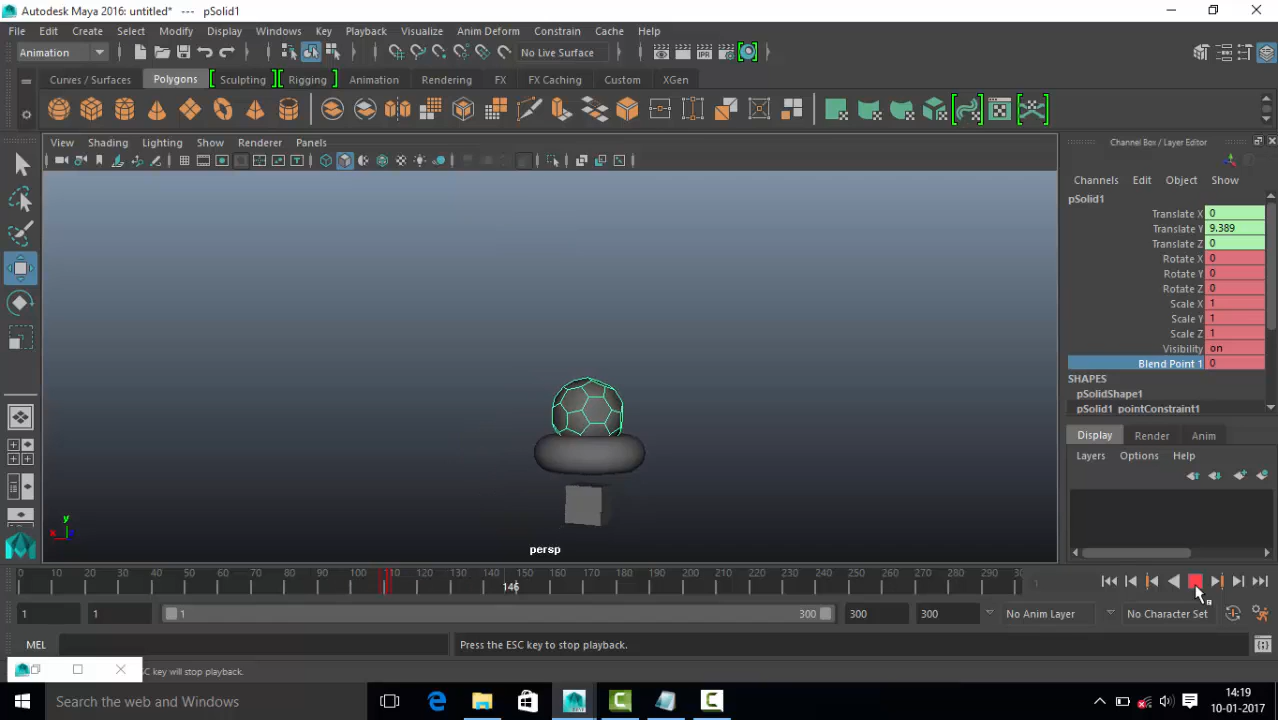 Autodesk Maya 2016: untitled* --- pSolid1
File Edit Create Select Modify Display Windows Key Playback Visualize Anim Deform Constrain Cache Help
Animation No Live Surface IPR
Curves / Surfaces Polygons Sculpting Rigging Animation Rendering FX FX Caching Custom XGen
View Shading Lighting Show Renderer Panels
Channel Box / Layer Editor
Channels Edit Object Show
pSolid1
Translate X 0
Translate Y 9.389
Translate Z 0
Rotate X 0
Rotate Y 0
Rotate Z 0
Scale X 1
Scale Y 1
Scale Z 1
Visibility on
Blend Point 1 0
SHAPES
pSolidShape1
pSolid1_pointConstraint1
Display Render Anim
Layers Options Help
y
x
persp
0 10 20 30 40 50 60 70 80 90 100 110 120 130 140 150 160 170 180 190 200 210 220 230 240 250 260 270 280 290 300
146
1
1 1 1 300 300 300 No Anim Layer No Character Set
MEL Press the ESC key to stop playback.
C key will stop playback.
Search the web and Windows
14:19
10-01-2017